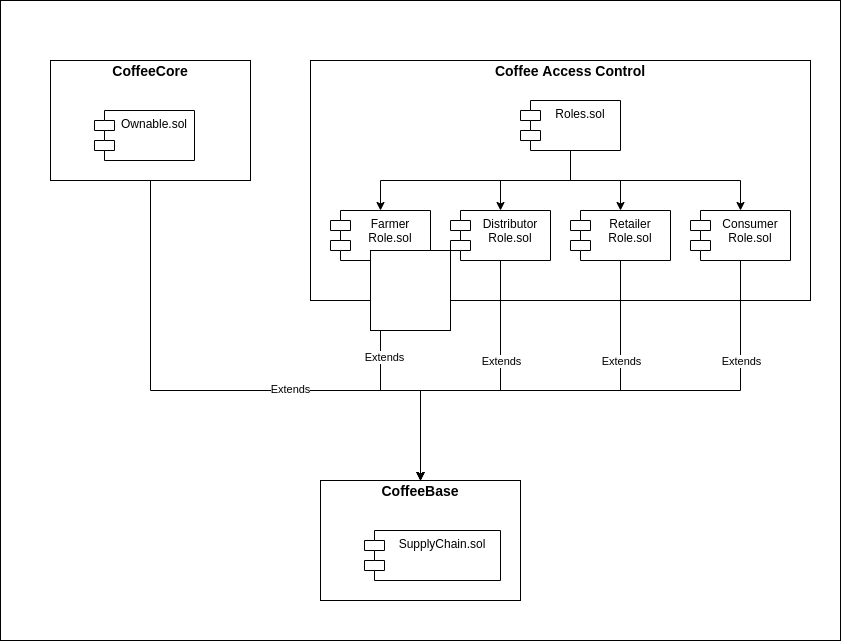 CoffeeCore
Coffee Access Control
Ownable.sol
Roles.sol
Farmer
Role.sol
Distributor
Role.sol
Retailer
Role.sol
Consumer
Role.sol
Extends
Extends
Extends
Extends
Extends
CoffeeBase
SupplyChain.sol